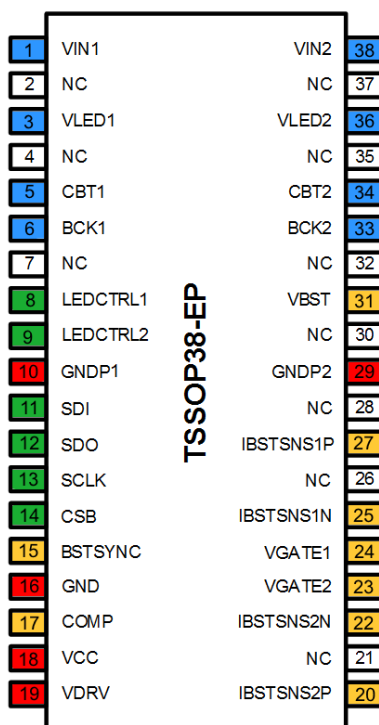 1 VIN1 VIN2 38
2 NC NC 37
3 VLED1 VLED2 36
4 NC NC 35
5 CBT1 CBT2 34
6 BCK1 BCK2 33
7 NC NC 32
8 LEDCTRL1 VBST 31
9 LEDCTRL2 NC 30
10 GNDP1 GNDP2 29
11 SDI NC 28
12 SDO IBSTSNS1P 27
13 SCLK NC 26
14 CSB IBSTSNS1N 25
15 BSTSYNC VGATE1 24
16 GND VGATE2 23
17 COMP IBSTSNS2N 22
18 VCC NC 21
19 VDRV IBSTSNS2P 20
TSSOP38-EP